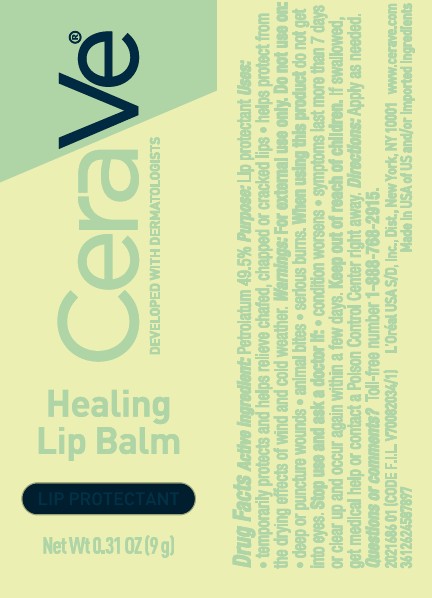 CeraVe®
DEVELOPED WITH DERMATOLOGISTS
Healing
Lip Balm
LIP PROTECTANT
Net Wt 0.31 OZ (9 g)
Drug Facts Active Ingredient: Petrolatum 49.5% Purpose: Lip protectant Uses:
• temporarily protects and helps relieve chafed, chapped or cracked lips • helps protect from
the drying effects of wind and cold weather. Warnings: For external use only. Do not use on:
• deep or puncture wounds • animal bites • serious burns. When using this product do not get
into eyes. Stop use and ask a doctor if: • condition worsens • symptoms last more than 7 days
or clear up and occur again within a few days. Keep out of reach of children. If swallowed,
get medical help or contact a Poison Control Center right away. Directions: Apply as needed.
Questions or comments? Toll-free number 1-888-768-2915.
2021686 01 (CODE F.I.L. V70082034/1) L'Oréal USA S/D, Inc., Dist., New York, NY 10001 www.cerave.com
3612624587897 Made in USA of US and/or imported ingredients